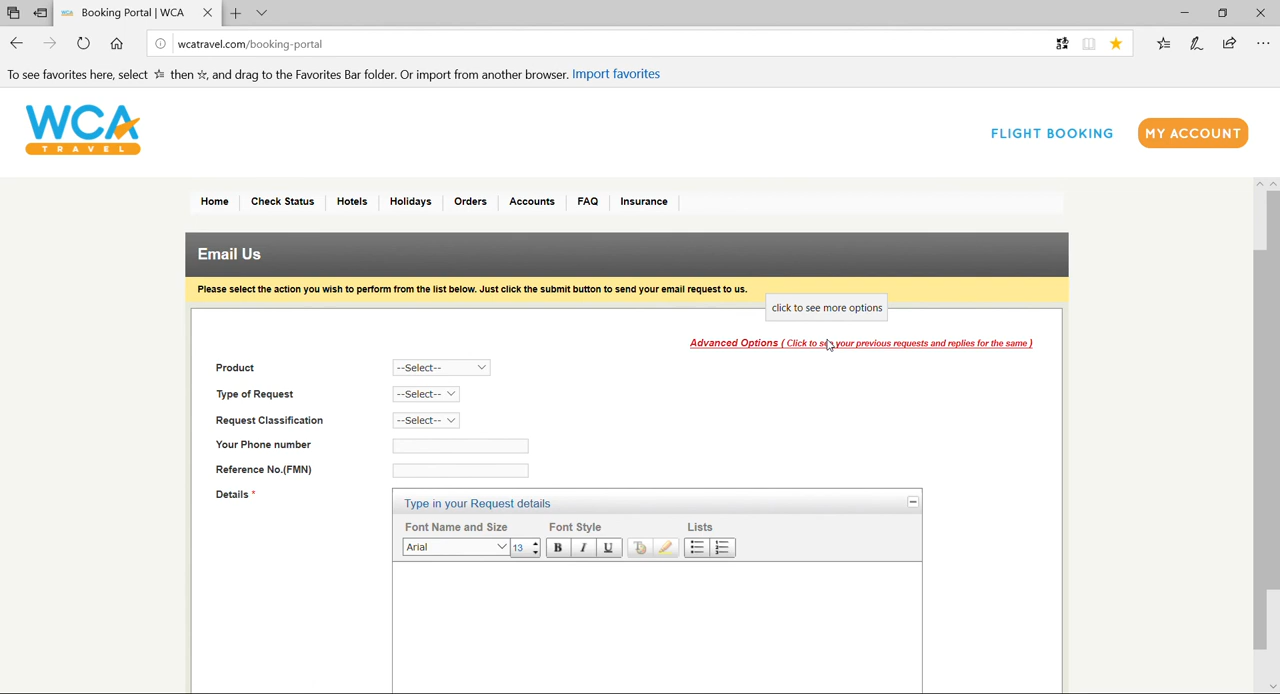 Booking Portal | WCA
wcatravel.com/booking-portal
To see favorites here, select then, and drag to the Favorites Bar folder. Or import from another browser. Import favorites
WCA
TRAVEL
FLIGHT BOOKING
MY ACCOUNT
Home Check Status Hotels Holidays Orders Accounts FAQ Insurance
Email Us
Please select the action you wish to perform from the list below. Just click the submit button to send your email request to us.
click to see more options
Advanced Options ( Click to see your previous requests and replies for the same )
Product --Select--
Type of Request --Select--
Request Classification --Select--
Your Phone number
Reference No.(FMN)
Details *
Type in your Request details
Font Name and Size Font Style Lists
Arial 13 B I U